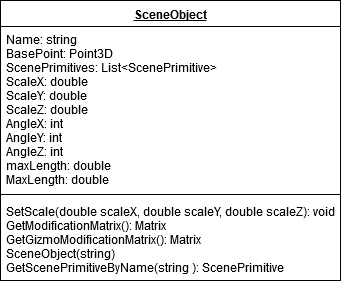 SceneObject
Name: string
BasePoint: Point3D
ScenePrimitives: List<ScenePrimitive>
ScaleX: double
ScaleY: double
ScaleZ: double
AngleX: int
AngleY: int
AngleZ: int
maxLength: double
MaxLength: double
SetScale(double scaleX, double scaleY, double scaleZ): void
GetModificationMatrix(): Matrix
GetGizmoModificationMatrix(): Matrix
SceneObject(string)
GetScenePrimitiveByName(string ): ScenePrimitive